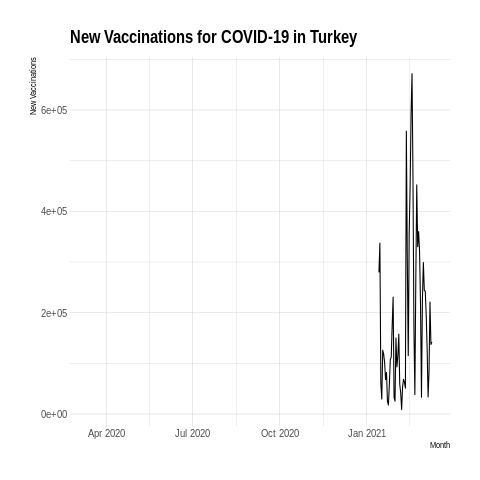 New Vaccinations for COVID-19 in Turkey
New Vaccinations
6e+05
4e+05
2e+05
0e+00
Apr 2020 Jul 2020 Oct 2020 Jan 2021
Month